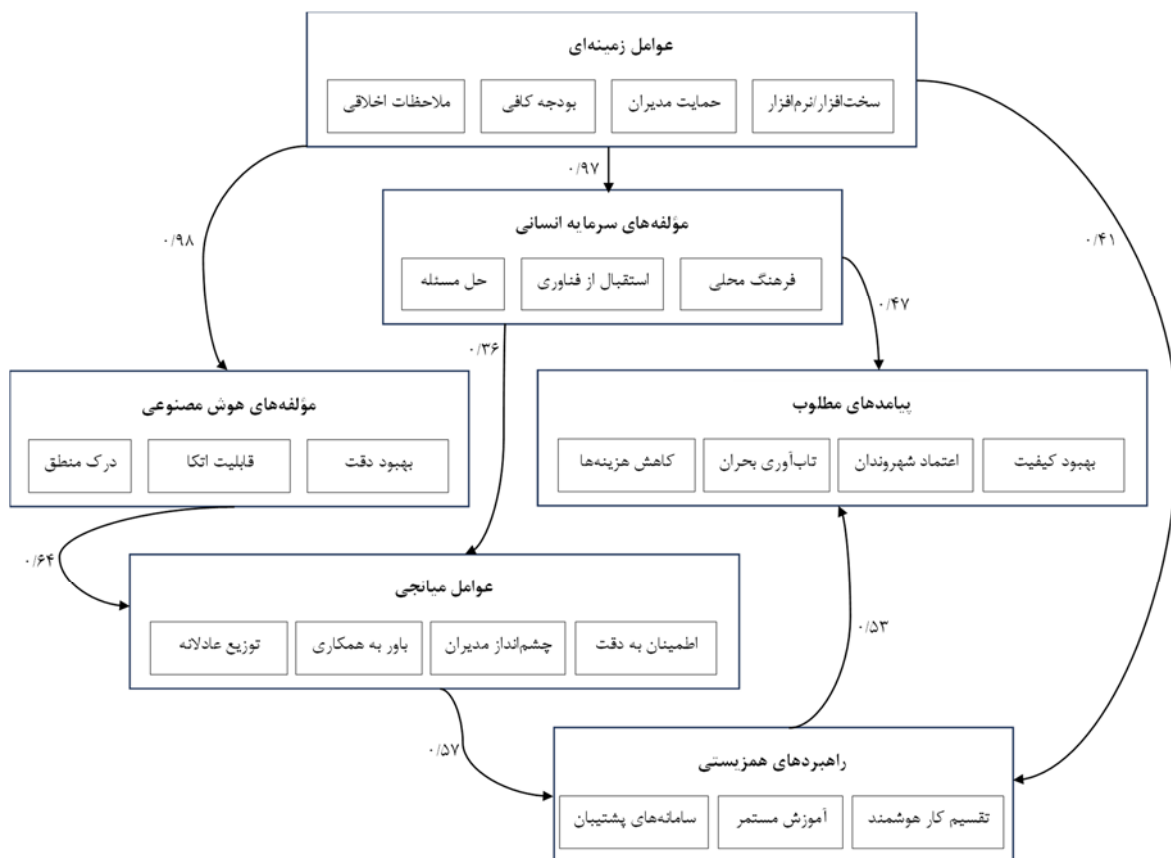 عوامل زمینه‌ای
سخت‌افزار/نرم‌افزار
حمایت مدیران
بودجه کافی
ملاحظات اخلاقی
۰/۹۷
۰/۹۸
۰/۴۱
مؤلفه‌های سرمایه انسانی
فرهنگ محلی
استقبال از فناوری
حل مسئله
۰/۴۷
۰/۳۶
پیامدهای مطلوب
بهبود کیفیت
اعتماد شهروندان
تاب‌آوری بحران
کاهش هزینه‌ها
مؤلفه‌های هوش مصنوعی
بهبود دقت
قابلیت اتکا
درک منطق
۰/۶۴
عوامل میانجی
اطمینان به دقت
چشم‌انداز مدیران
باور به همکاری
توزیع عادلانه
۰/۵۳
۰/۵۷
راهبردهای همزیستی
تقسیم کار هوشمند
آموزش مستمر
سامانه‌های پشتیبان